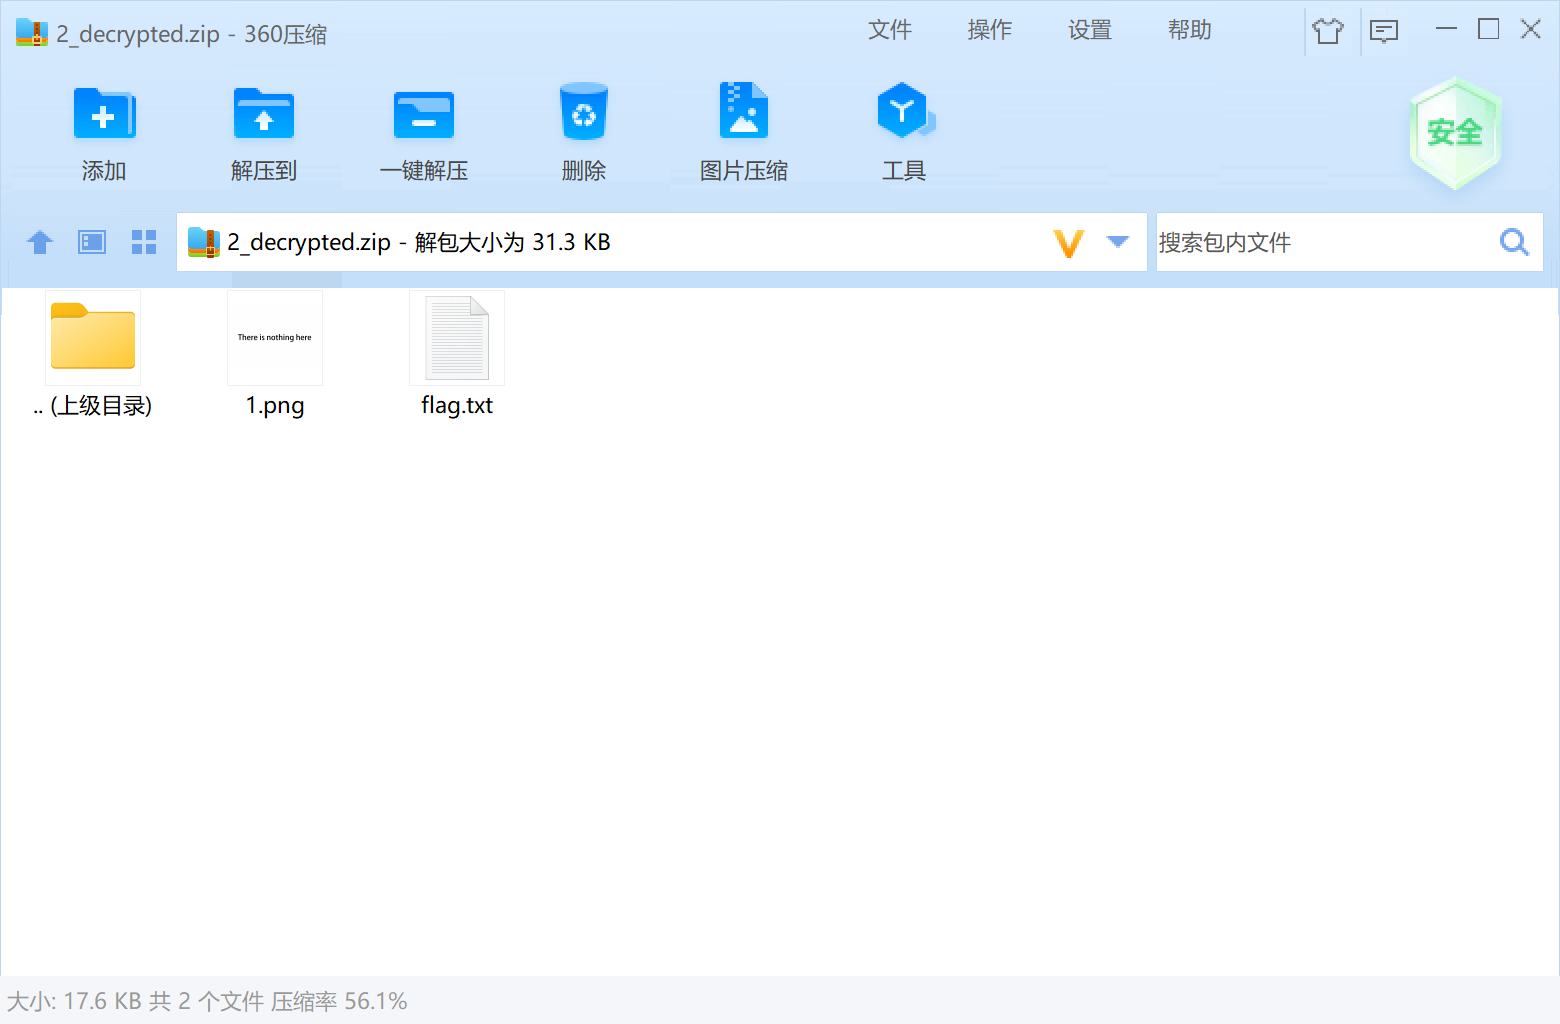 2_decrypted.zip - 360压缩
文件 操作 设置 帮助
添加 解压到 一键解压 删除 图片压缩 工具
安全
2_decrypted.zip - 解包大小为 31.3 KB
搜索包内文件
There is nothing here
.. (上级目录) 1.png flag.txt
大小: 17.6 KB 共 2 个文件 压缩率 56.1%